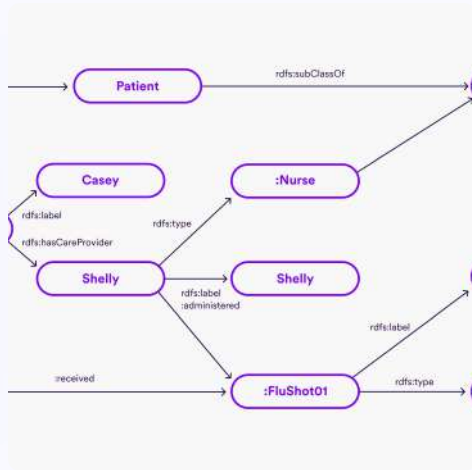 rdfs:subClassOf
Patient
Casey
:Nurse
rdfs:label
rdfs:type
rdfs:hasCareProvider
Shelly
Shelly
rdfs:label
:administered
rdfs:label
:received
rdfs:type
:FluShot01